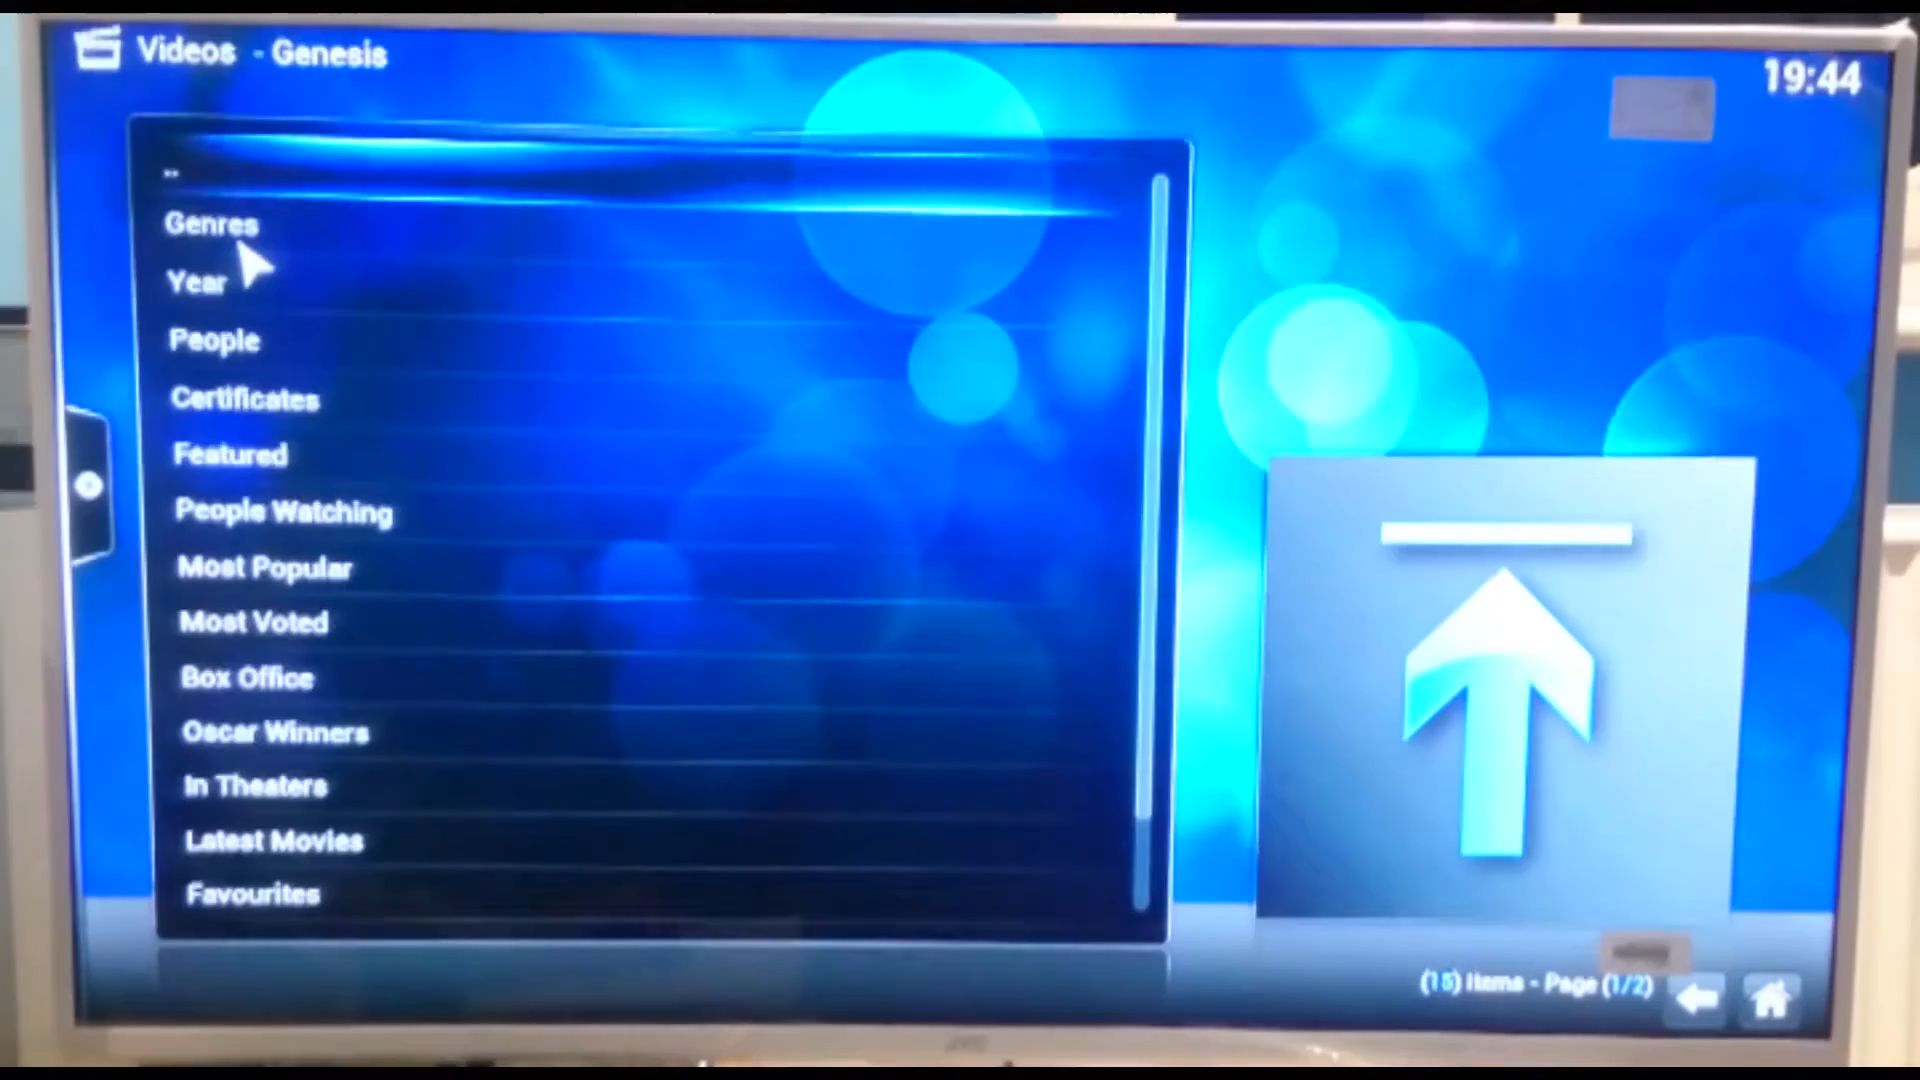 Videos - Genesis
19:44
..
Genres
Year
People
Certificates
Featured
People Watching
Most Popular
Most Voted
Box Office
Oscar Winners
In Theaters
Latest Movies
Favourites
(15) Items - Page (1/2)
JVC